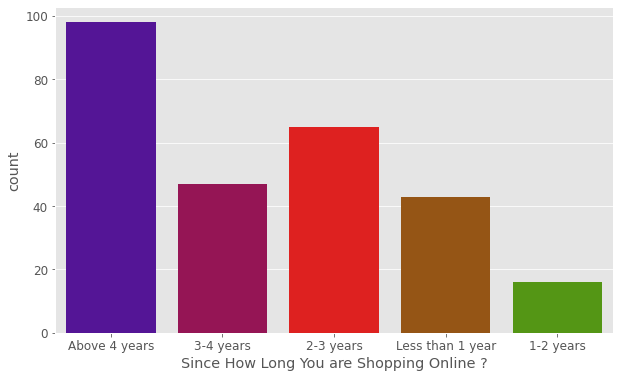 100
80
60
40
20
0
count
Above 4 years
3-4 years
2-3 years
Less than 1 year
1-2 years
Since How Long You are Shopping Online ?